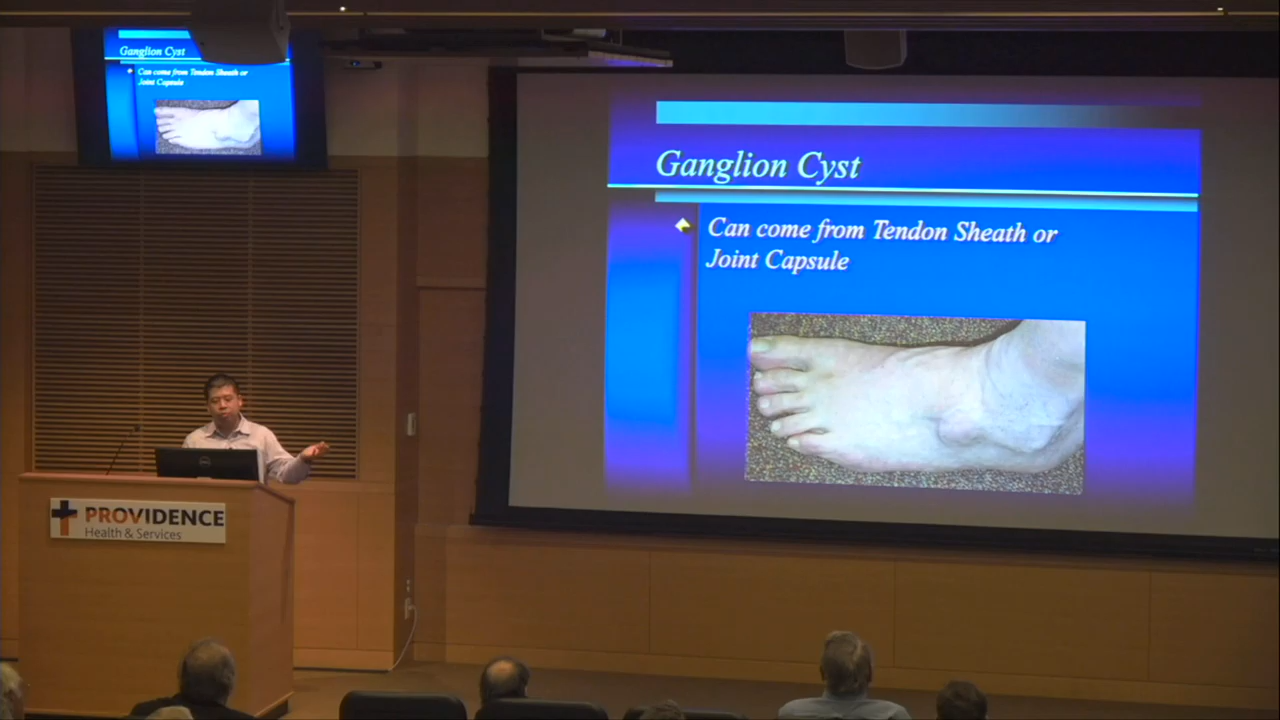 Ganglion Cyst
Can come from Tendon Sheath or
Joint Capsule
Ganglion Cyst
Can come from Tendon Sheath or
Joint Capsule
PROVIDENCE
Health & Services